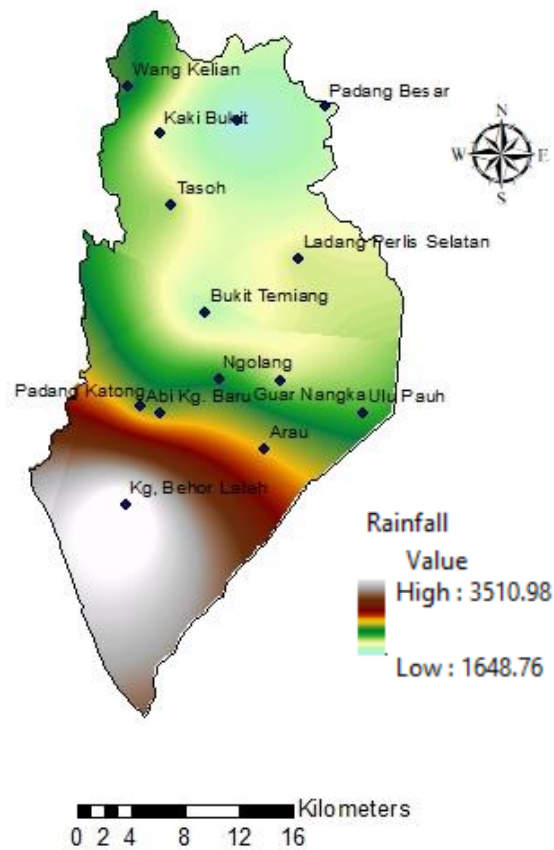 Wang Kelian
Padang Besar
Kaki Bukit
N
W E
S
Tasoh
Ladang Perlis Selatan
Bukit Temiang
Ngolang
Padang Katong
Abi Kg. Baru
Guar Nangka
Ulu Pauh
Arau
Kg, Behor Lateh
Rainfall
Value
High : 3510.98
Low : 1648.76
Kilometers
0 2 4 8 12 16